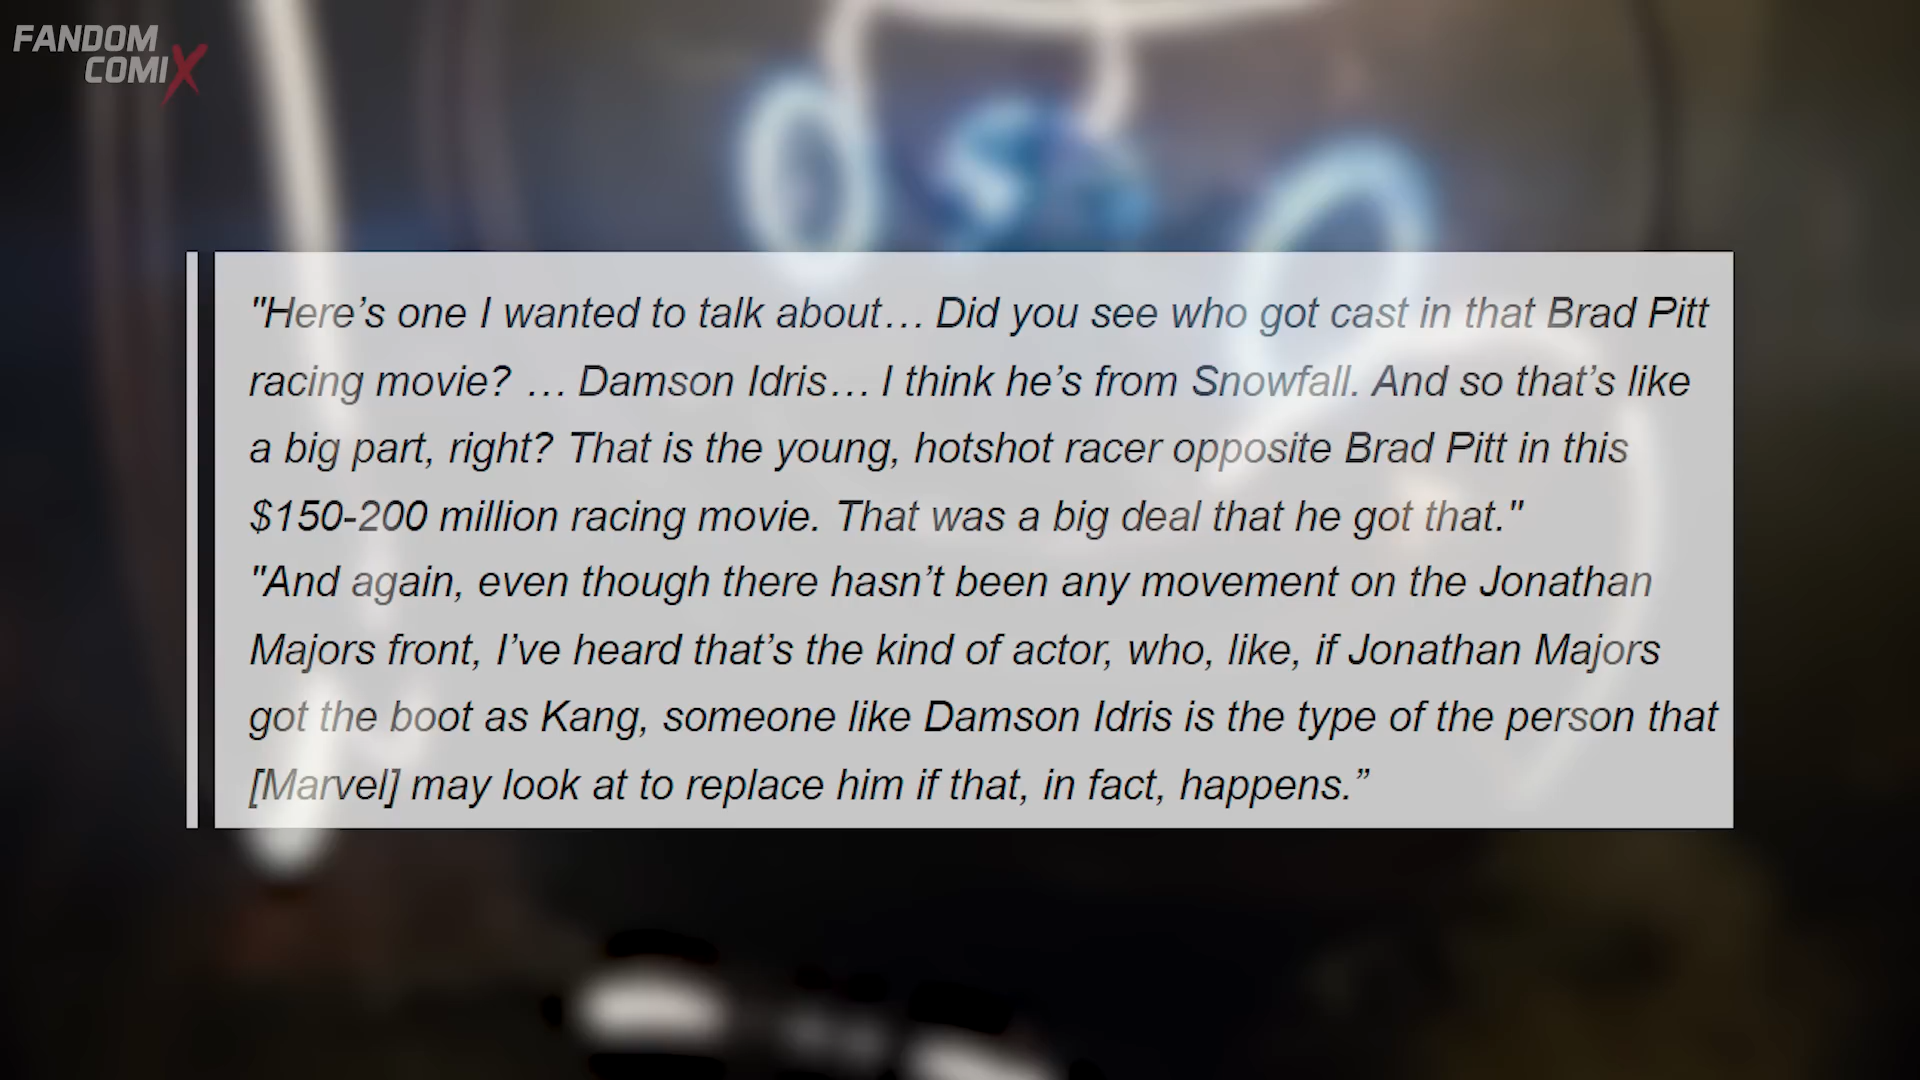 FANDOM
COMIX
"Here’s one I wanted to talk about… Did you see who got cast in that Brad Pitt
racing movie? … Damson Idris… I think he’s from Snowfall. And so that’s like
a big part, right? That is the young, hotshot racer opposite Brad Pitt in this
$150-200 million racing movie. That was a big deal that he got that."
"And again, even though there hasn’t been any movement on the Jonathan
Majors front, I’ve heard that’s the kind of actor, who, like, if Jonathan Majors
got the boot as Kang, someone like Damson Idris is the type of the person that
[Marvel] may look at to replace him if that, in fact, happens.”